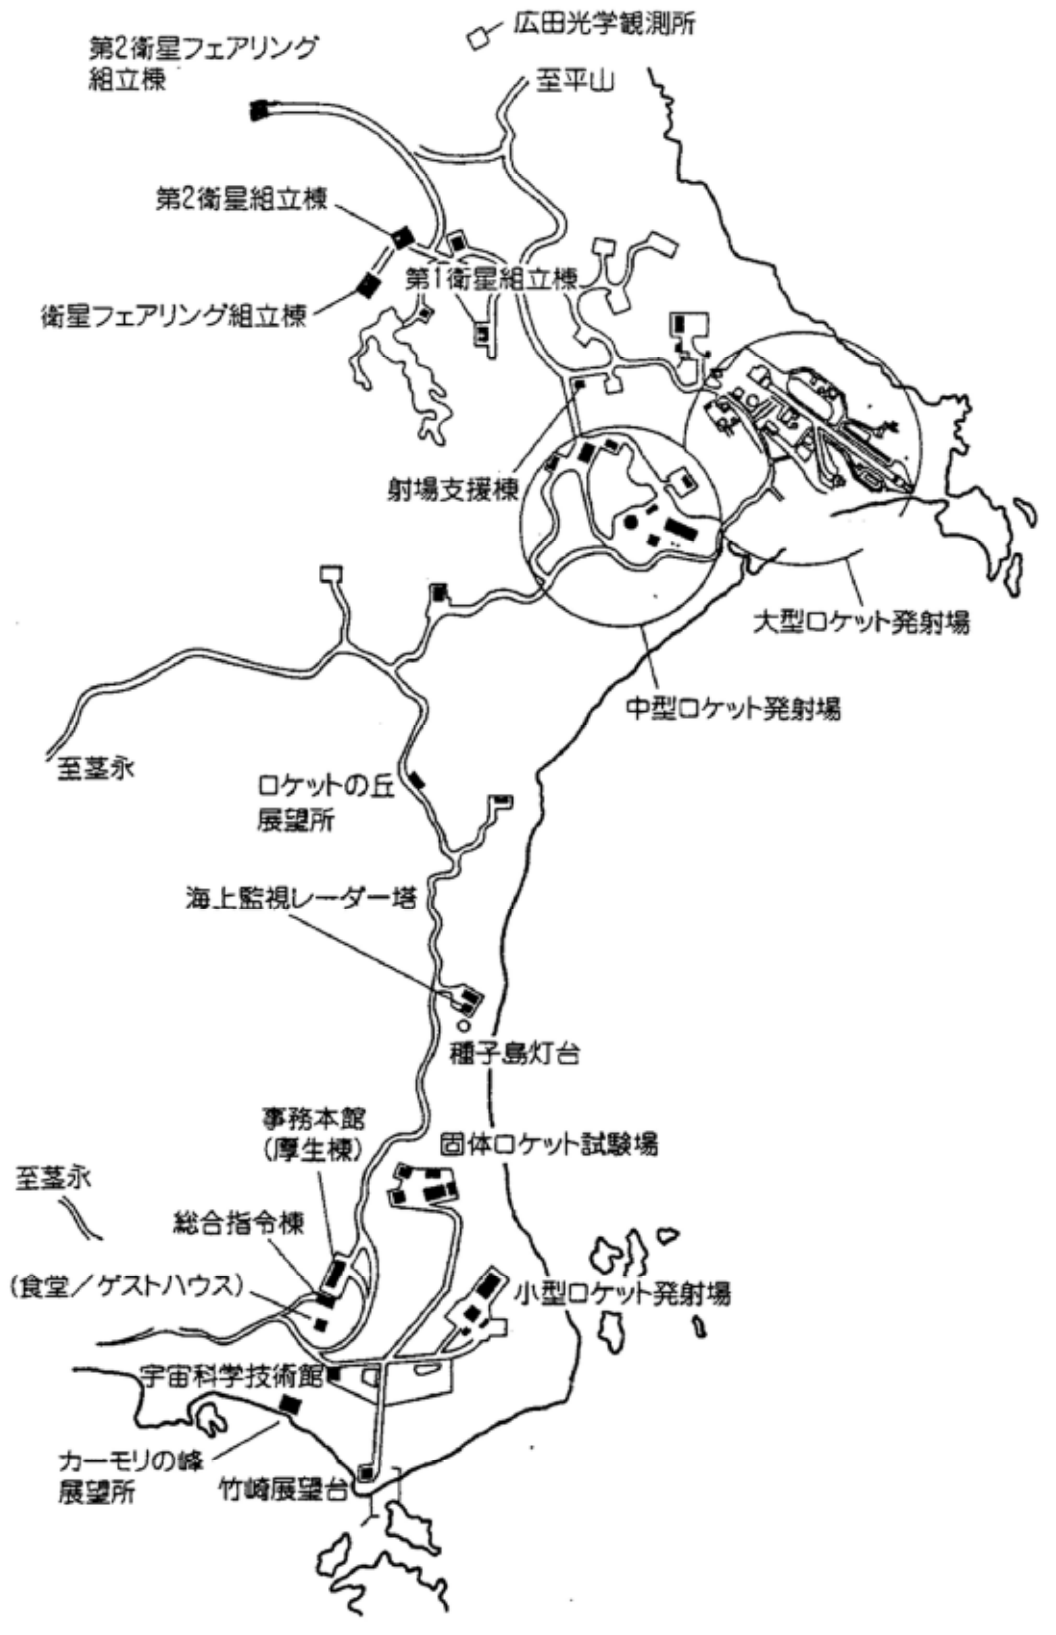 広田光学観測所
第2衛星フェアリング
組立棟
至平山
第2衛星組立棟
第1衛星組立棟
衛星フェアリング組立棟
射場支援棟
大型ロケット発射場
中型ロケット発射場
至茎永
ロケットの丘
展望所
海上監視レーダー塔
種子島灯台
事務本館
(厚生棟)
固体ロケット試験場
至茎永
総合指令棟
(食堂/ゲストハウス)
小型ロケット発射場
宇宙科学技術館
カーモリの峰
展望所
竹崎展望台